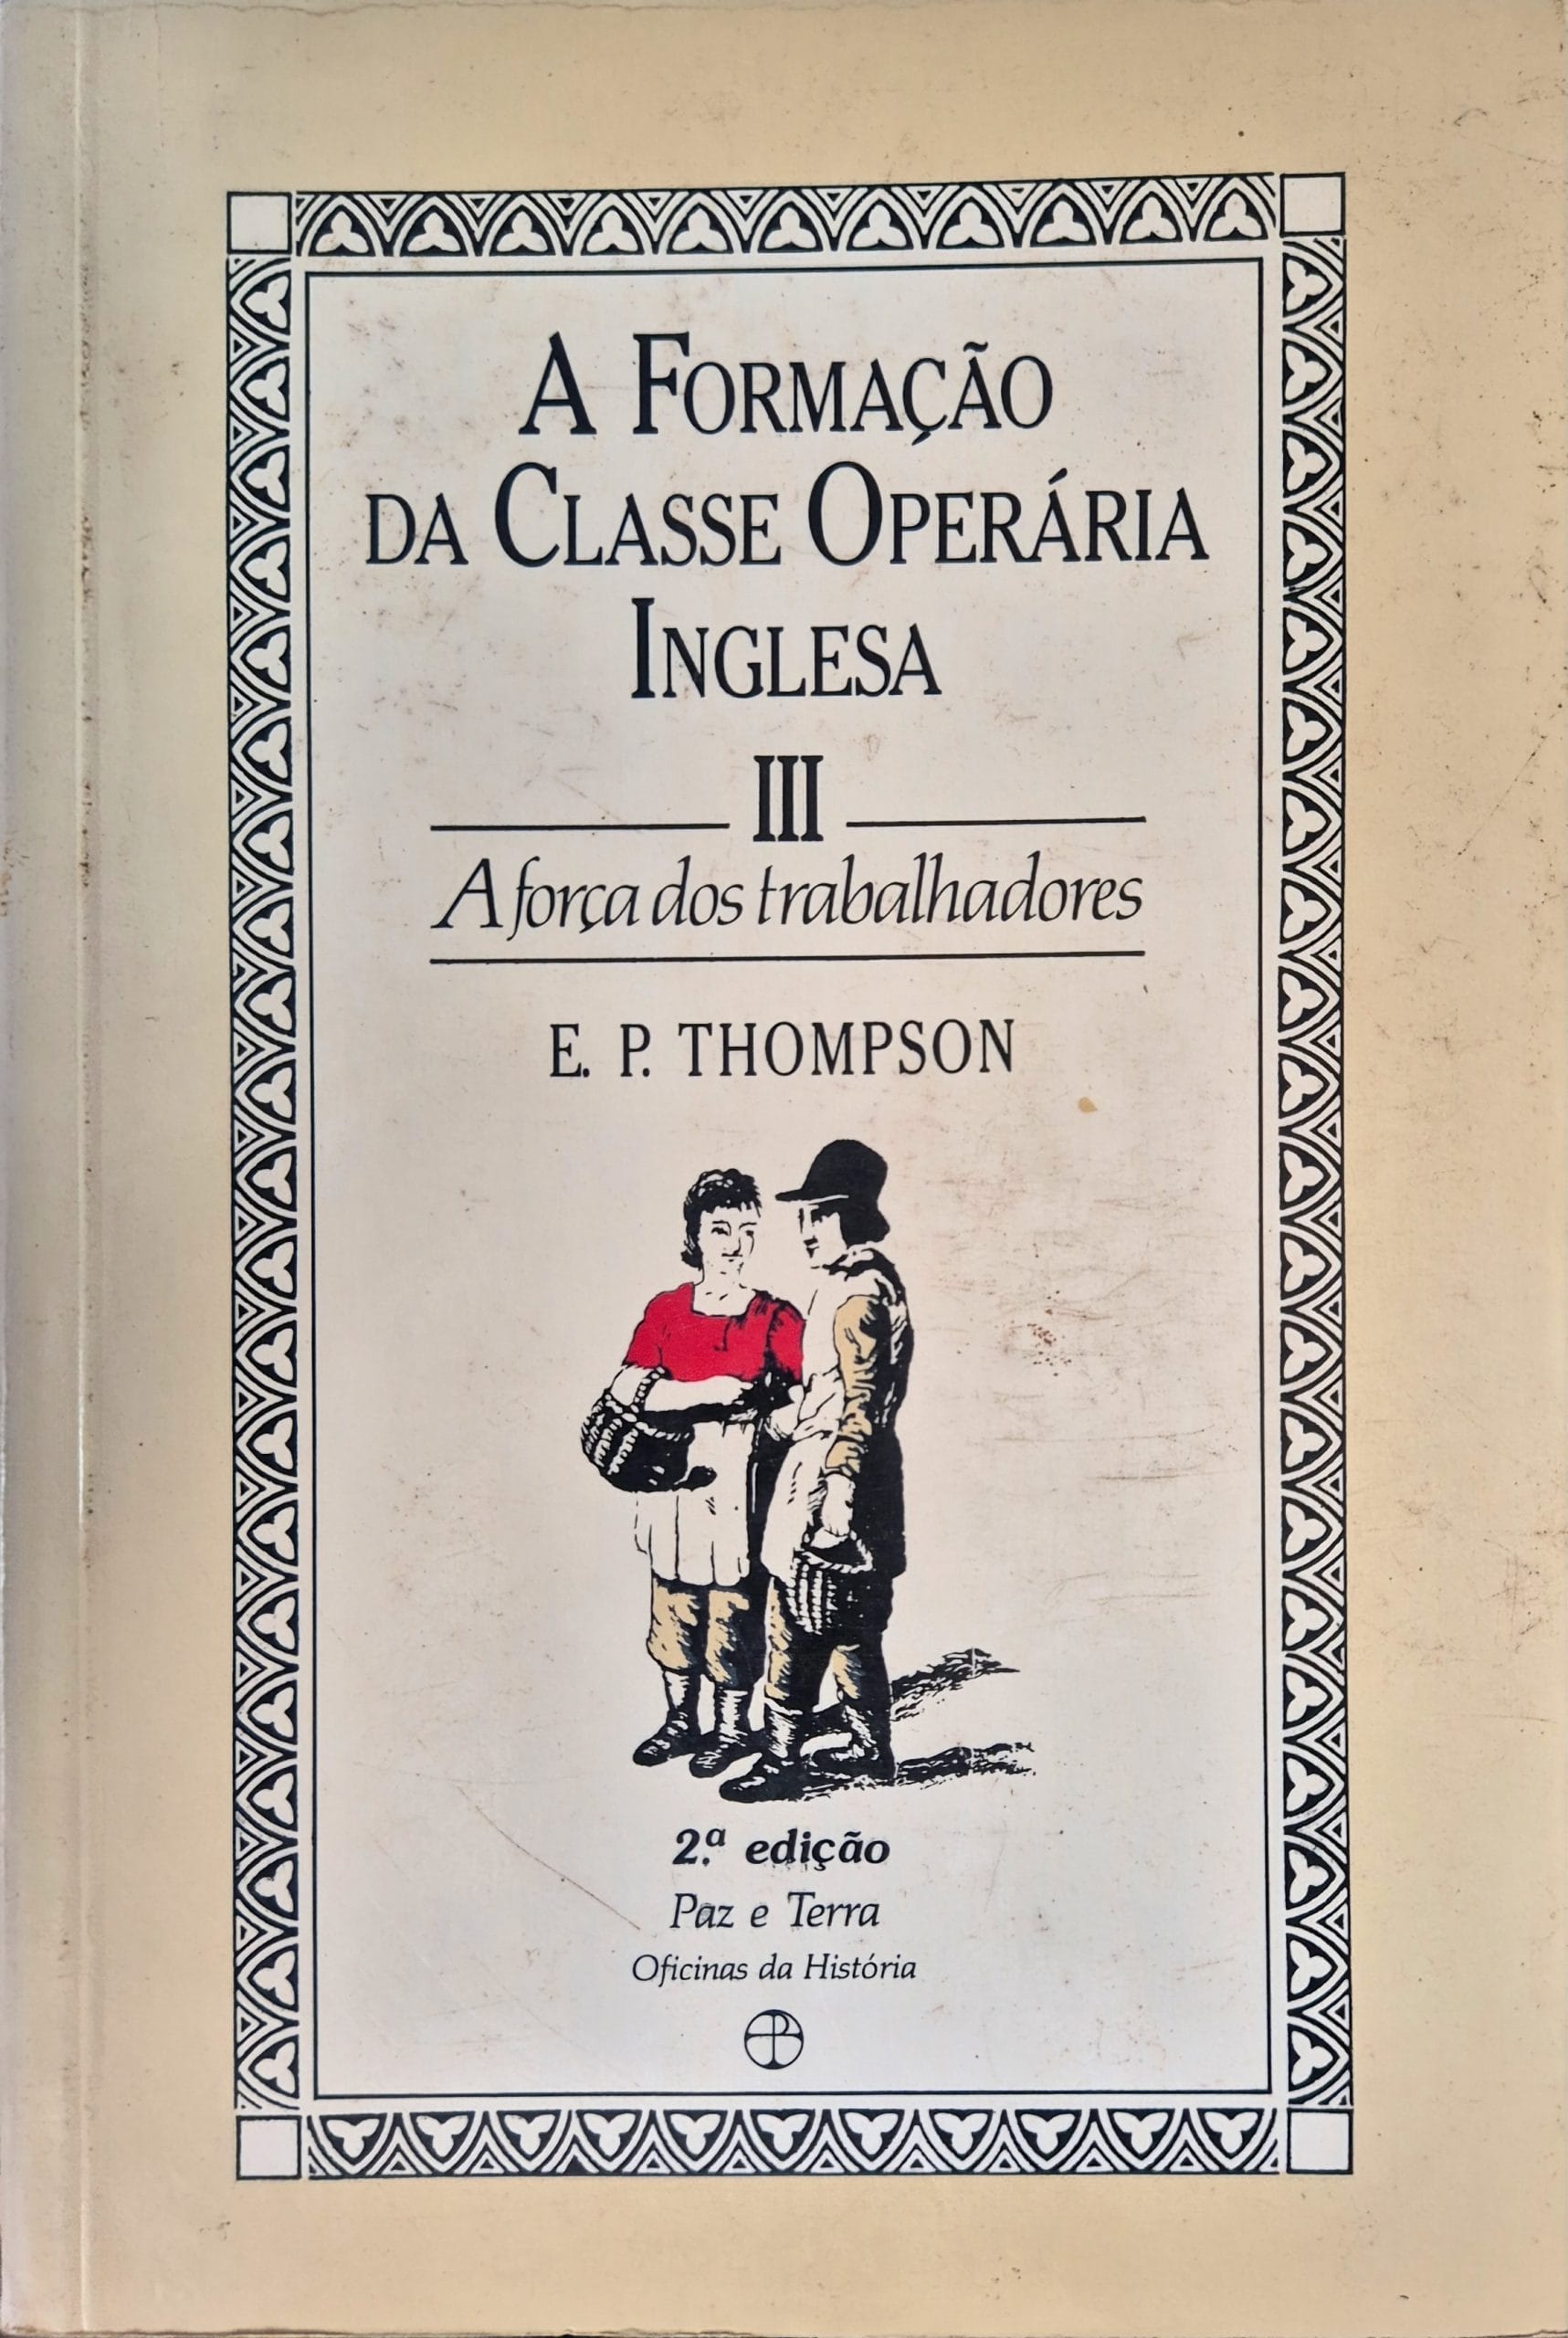 A FORMAÇÃO
DA CLASSE OPERÁRIA
INGLESA
III
A força dos trabalhadores
E. P. THOMPSON
2.ª edição
Paz e Terra
Oficinas da História